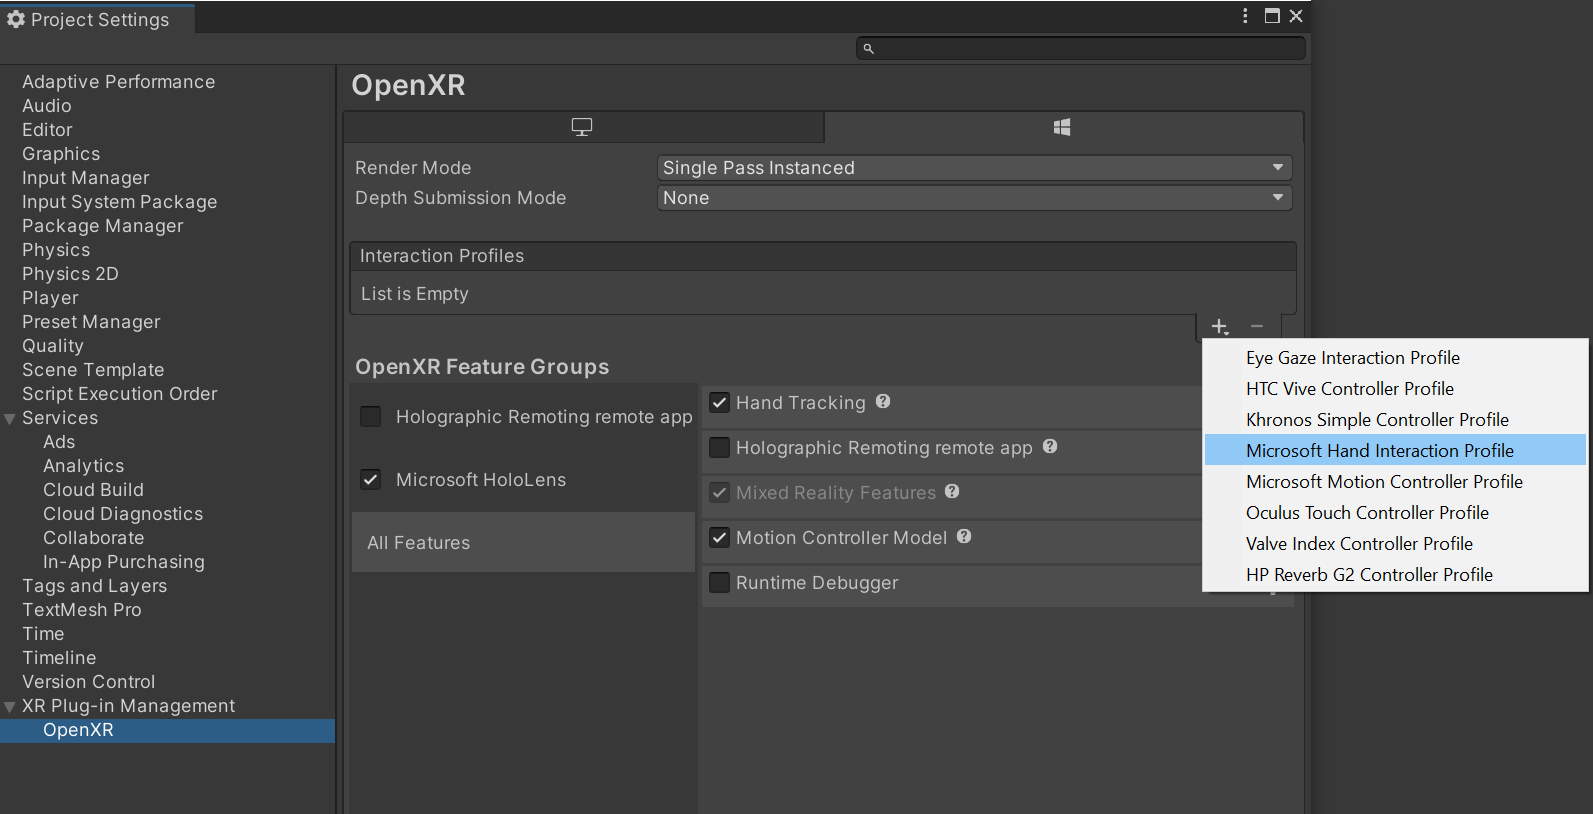 Project Settings
Adaptive Performance
Audio
Editor
Graphics
Input Manager
Input System Package
Package Manager
Physics
Physics 2D
Player
Preset Manager
Quality
Scene Template
Script Execution Order
Services
Ads
Analytics
Cloud Build
Cloud Diagnostics
Collaborate
In-App Purchasing
Tags and Layers
TextMesh Pro
Time
Timeline
Version Control
XR Plug-in Management
OpenXR
OpenXR
Render Mode Single Pass Instanced
Depth Submission Mode None
Interaction Profiles
List is Empty
OpenXR Feature Groups
Holographic Remoting remote app
Microsoft HoloLens
All Features
Hand Tracking
Holographic Remoting remote app
Mixed Reality Features
Motion Controller Model
Runtime Debugger
Eye Gaze Interaction Profile
HTC Vive Controller Profile
Khronos Simple Controller Profile
Microsoft Hand Interaction Profile
Microsoft Motion Controller Profile
Oculus Touch Controller Profile
Valve Index Controller Profile
HP Reverb G2 Controller Profile